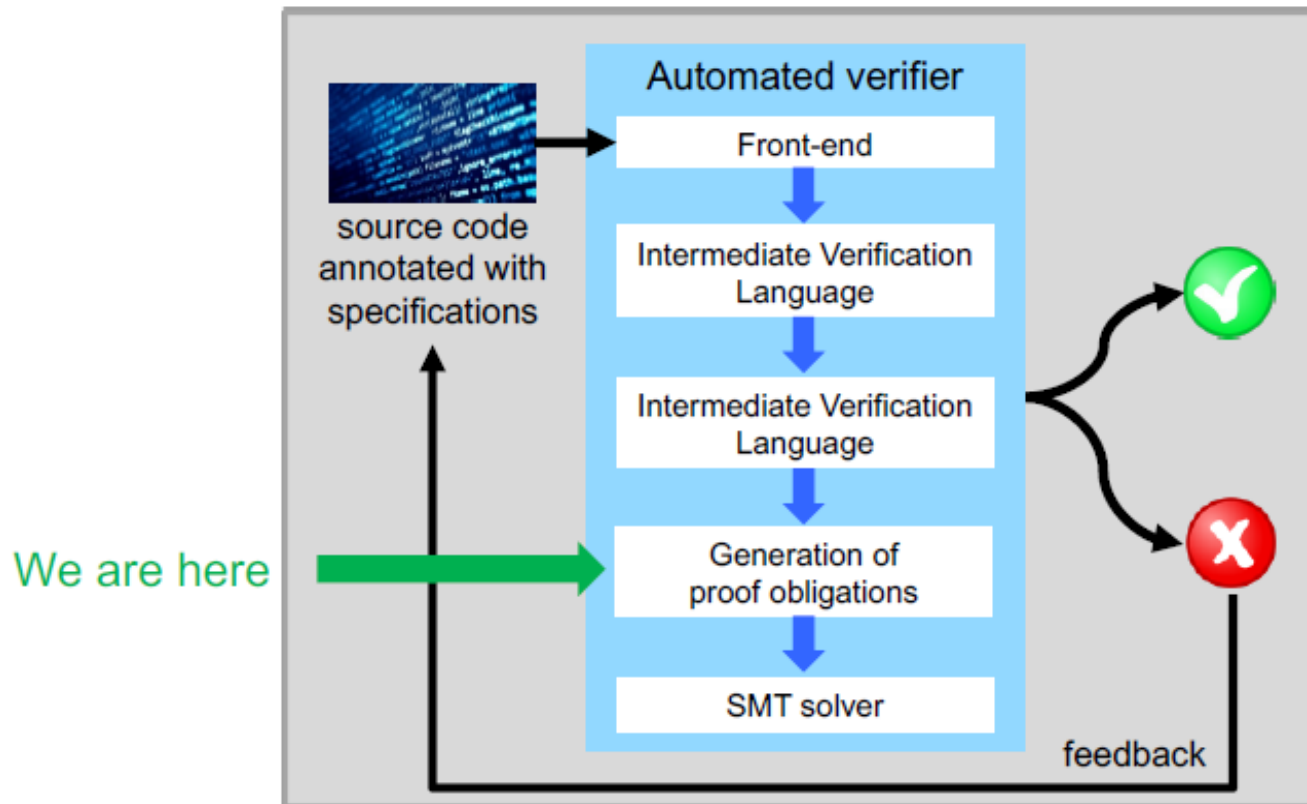 Automated verifier
Front-end
source code
annotated with
specifications
Intermediate Verification
Language
Intermediate Verification
Language
We are here
Generation of
proof obligations
SMT solver
feedback